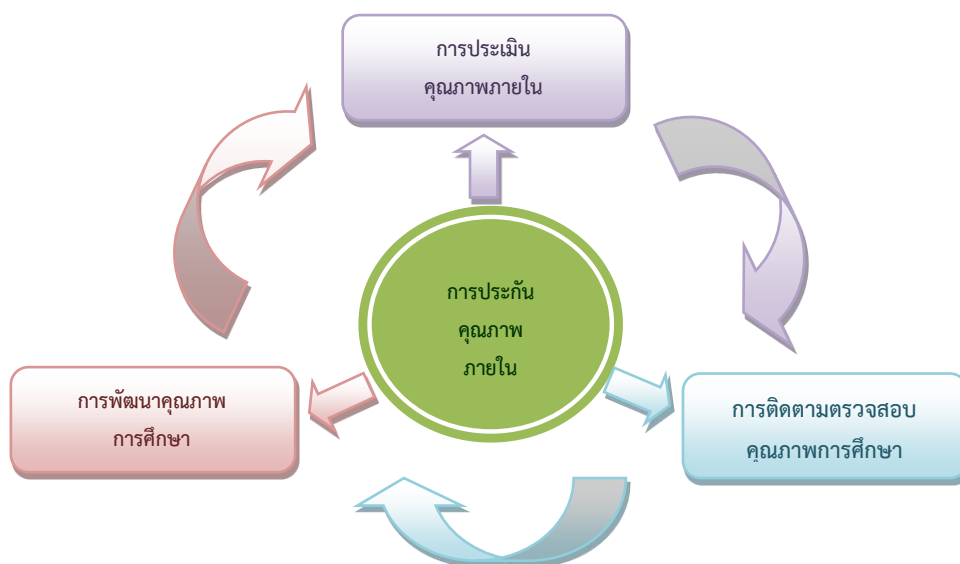 การประเมิน
คุณภาพภายใน
การประกัน
คุณภาพ
ภายใน
การพัฒนาคุณภาพ
การศึกษา
การติดตามตรวจสอบ
คุณภาพการศึกษา